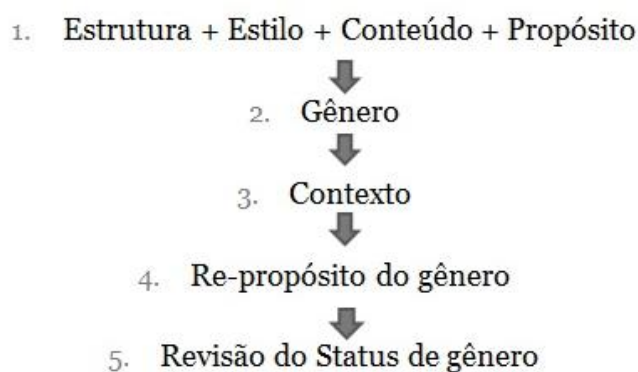 1. Estrutura + Estilo + Conteúdo + Propósito
2. Gênero
3. Contexto
4. Re-propósito do gênero
5. Revisão do Status de gênero